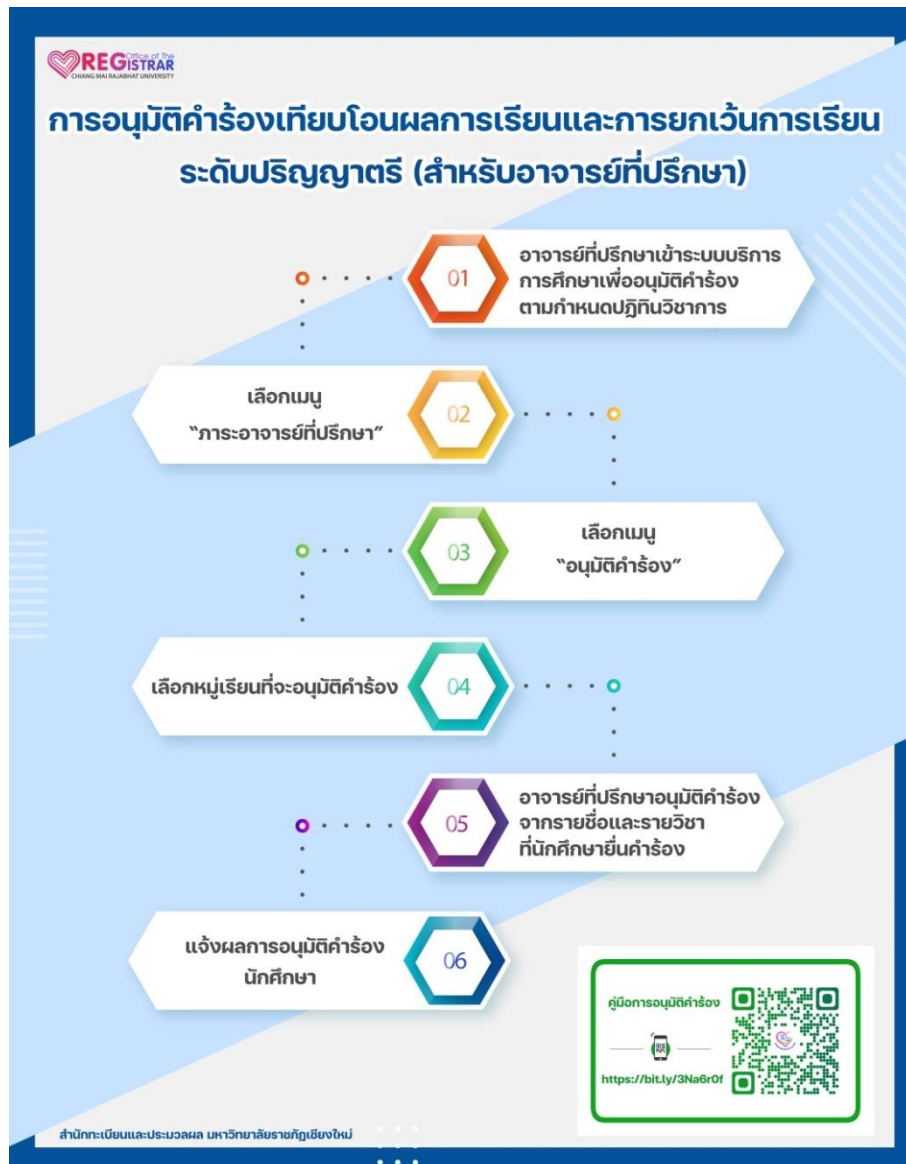 REGISTRAR
Office of The
CHIANG MAI RAJABHAT UNIVERSITY
การอนุมัติคำร้องเทียบโอนผลการเรียนและการยกเว้นการเรียน
ระดับปริญญาตรี (สำหรับอาจารย์ที่ปรึกษา)
01
อาจารย์ที่ปรึกษาเข้าระบบบริการ
การศึกษาเพื่ออนุมัติคำร้อง
ตามกำหนดปฏิทินวิชาการ
เลือกเมนู
“ภาระอาจารย์ที่ปรึกษา”
02
03
เลือกเมนู
“อนุมัติคำร้อง”
เลือกหมู่เรียนที่จะอนุมัติคำร้อง
04
05
อาจารย์ที่ปรึกษาอนุมัติคำร้อง
จากรายชื่อและรายวิชา
ที่นักศึกษายื่นคำร้อง
แจ้งผลการอนุมัติคำร้อง
นักศึกษา
06
คู่มือการอนุมัติคำร้อง
https://bit.ly/3Na6r0f
สำนักทะเบียนและประมวลผล มหาวิทยาลัยราชภัฏเชียงใหม่